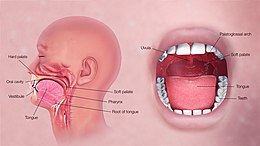 Hard palate
Oral cavity
Vestibule
Tongue
Soft palate
Pharynx
Root of tongue
Palatoglossal arch
Uvula
Soft palate
Tongue
Teeth